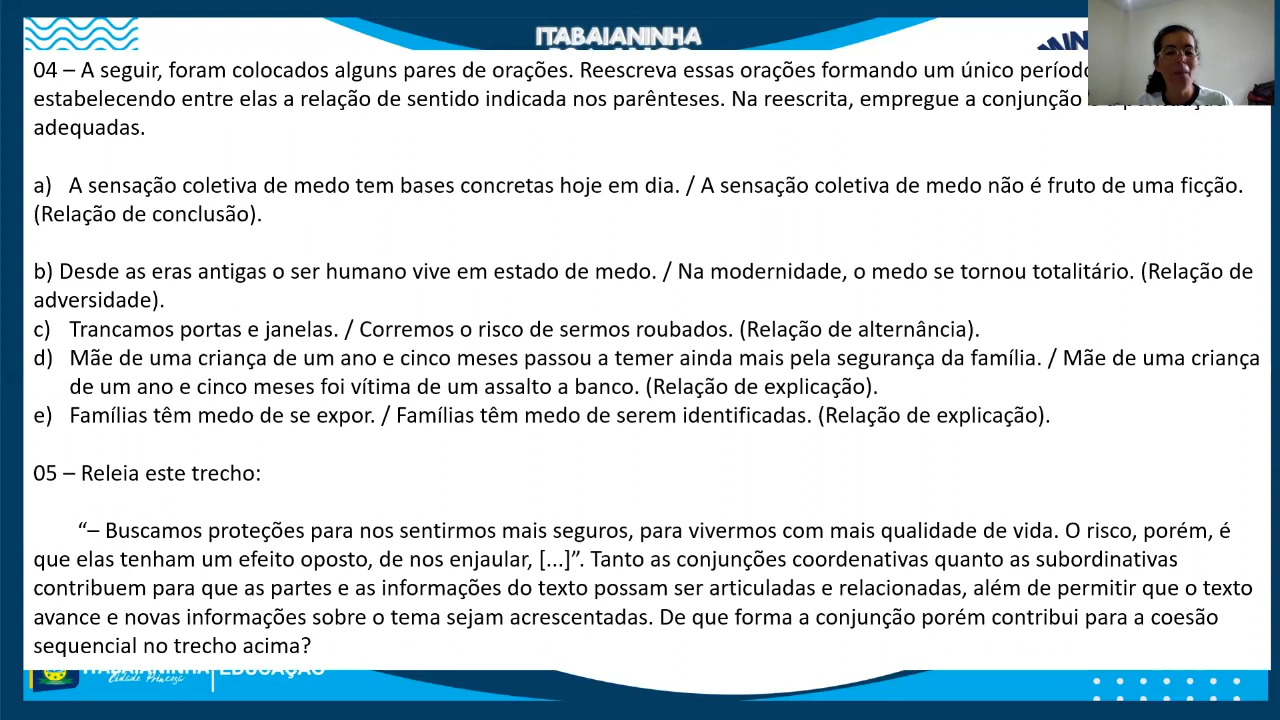 ITABAIANINHA
04 – A seguir, foram colocados alguns pares de orações. Reescreva essas orações formando um único período
estabelecendo entre elas a relação de sentido indicada nos parênteses. Na reescrita, empregue a conjunção
adequadas.
a) A sensação coletiva de medo tem bases concretas hoje em dia. / A sensação coletiva de medo não é fruto de uma ficção.
(Relação de conclusão).
b) Desde as eras antigas o ser humano vive em estado de medo. / Na modernidade, o medo se tornou totalitário. (Relação de
adversidade).
c) Trancamos portas e janelas. / Corremos o risco de sermos roubados. (Relação de alternância).
d) Mãe de uma criança de um ano e cinco meses passou a temer ainda mais pela segurança da família. / Mãe de uma criança
de um ano e cinco meses foi vítima de um assalto a banco. (Relação de explicação).
e) Famílias têm medo de se expor. / Famílias têm medo de serem identificadas. (Relação de explicação).
05 – Releia este trecho:
“– Buscamos proteções para nos sentirmos mais seguros, para vivermos com mais qualidade de vida. O risco, porém, é
que elas tenham um efeito oposto, de nos enjaular, [...]”. Tanto as conjunções coordenativas quanto as subordinativas
contribuem para que as partes e as informações do texto possam ser articuladas e relacionadas, além de permitir que o texto
avance e novas informações sobre o tema sejam acrescentadas. De que forma a conjunção porém contribui para a coesão
sequencial no trecho acima?
ITABAIANINHA EDUCAÇÃO
Cidade Princesa